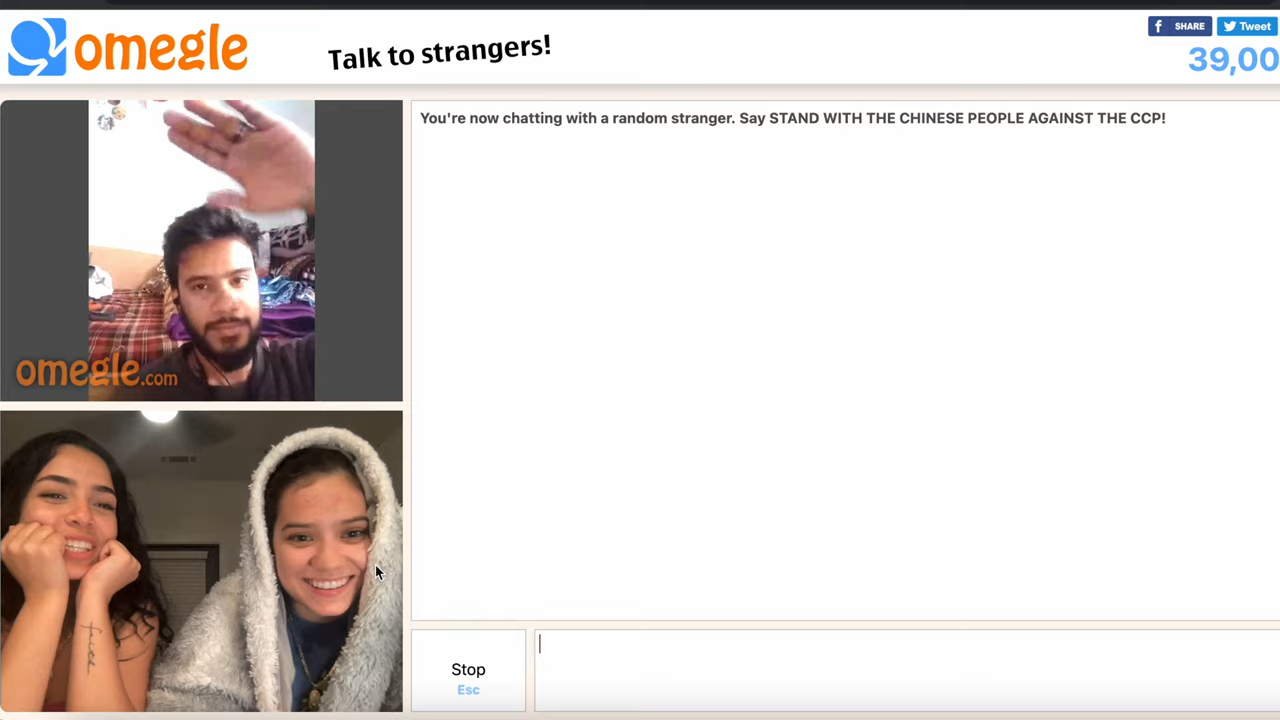 omegle
Talk to strangers!
SHARE
Tweet
39,00
You're now chatting with a random stranger. Say STAND WITH THE CHINESE PEOPLE AGAINST THE CCP!
omegle.com
faith
Stop
Esc